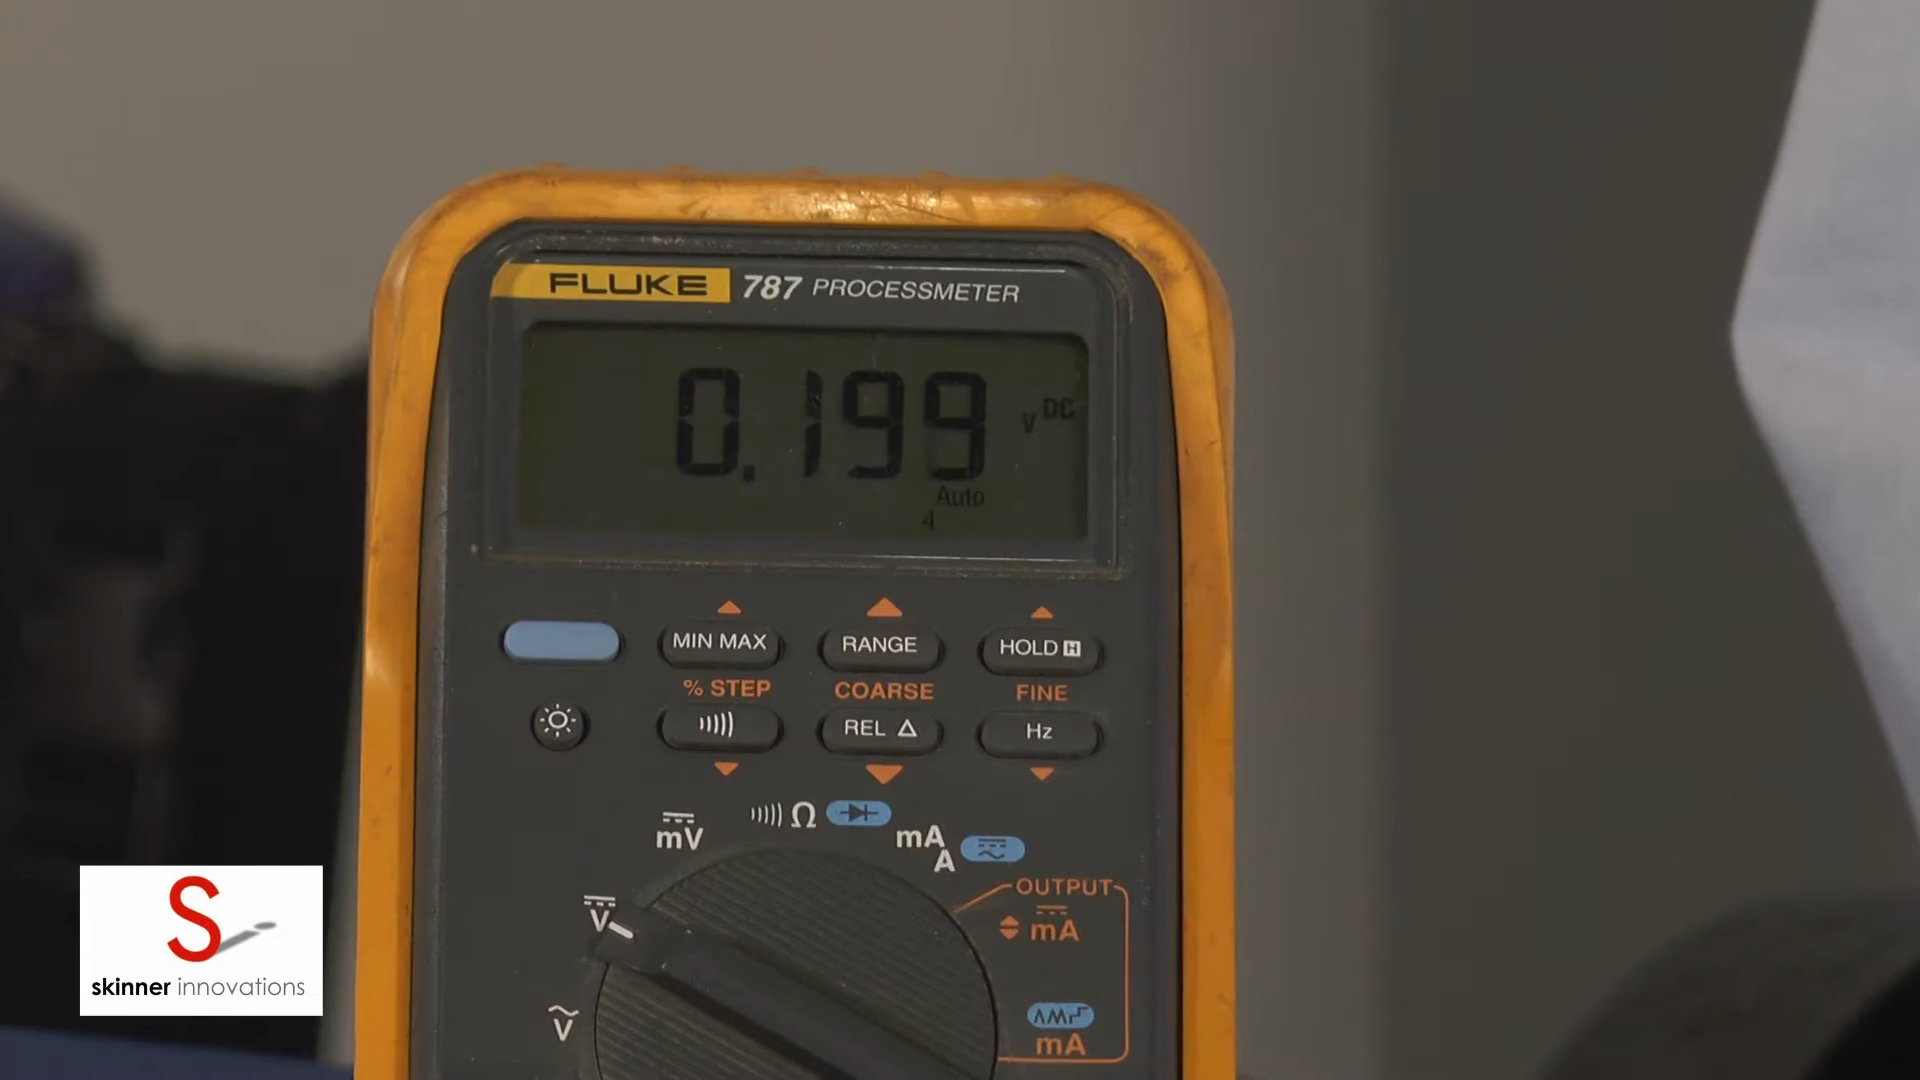 FLUKE 787 PROCESSMETER
0.199 V DC
Auto
4
MIN MAX RANGE HOLD H
% STEP COARSE FINE
REL Δ Hz
mV Ω mA A
V
OUTPUT
mA
V
mA
S
skinner innovations